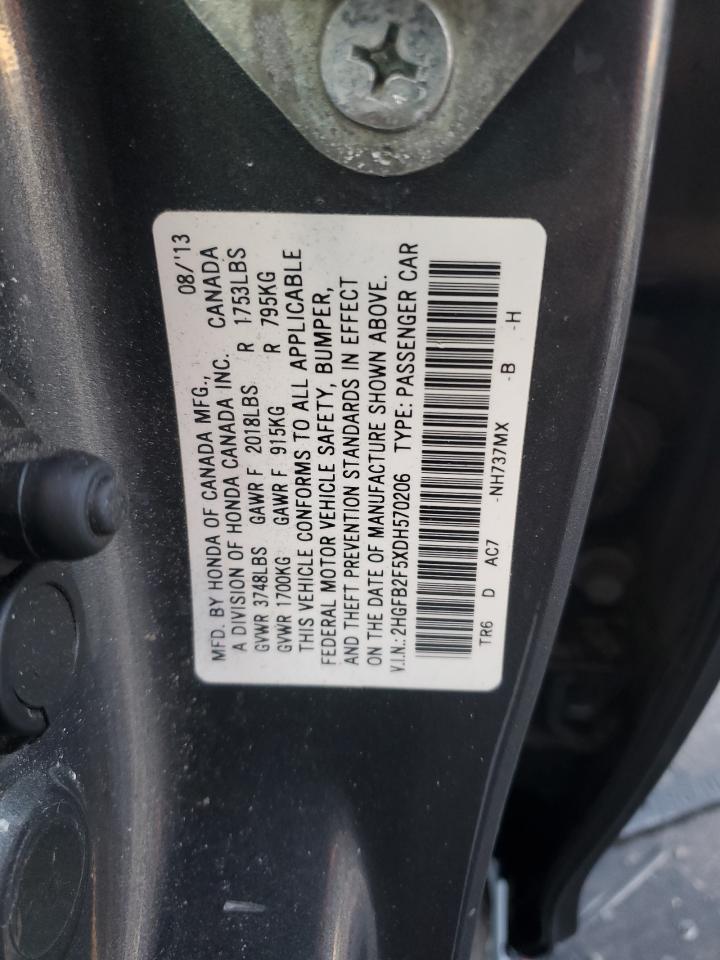 MFD. BY HONDA OF CANADA MFG., 08/'13
A DIVISION OF HONDA CANADA INC. CANADA
GVWR 3748LBS GAWR F 2018LBS R 1753LBS
GVWR 1700KG GAWR F 915KG R 795KG
THIS VEHICLE CONFORMS TO ALL APPLICABLE
FEDERAL MOTOR VEHICLE SAFETY, BUMPER,
AND THEFT PREVENTION STANDARDS IN EFFECT
ON THE DATE OF MANUFACTURE SHOWN ABOVE.
V.I.N.: 2HGFB2F5XDH570206 TYPE: PASSENGER CAR
TR6 D AC7 -NH737MX -B -H